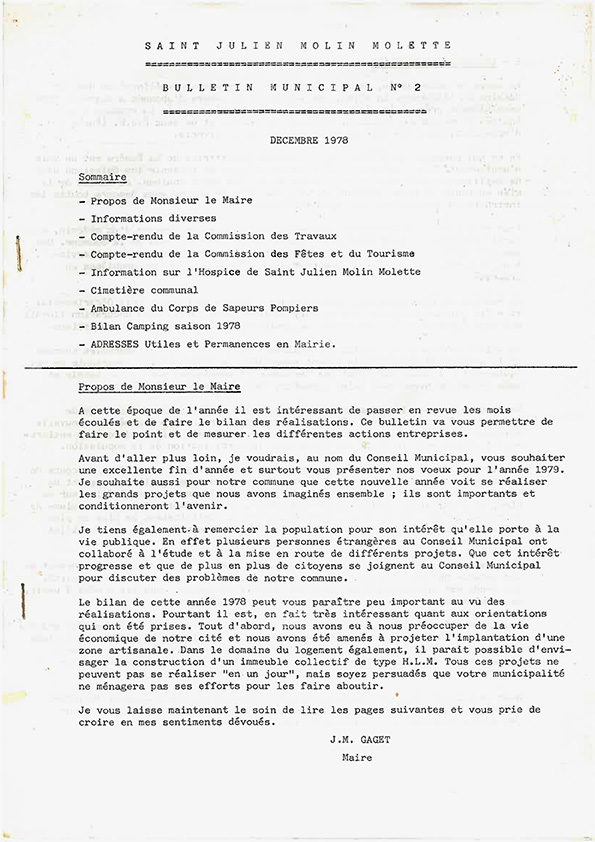 SAINT JULIEN MOLIN MOLETTE
BULLETIN MUNICIPAL N° 2
DECEMBRE 1978
Sommaire
- Propos de Monsieur le Maire
- Informations diverses
- Compte-rendu de la Commission des Travaux
- Compte-rendu de la Commission des Fêtes et du Tourisme
- Information sur l'Hospice de Saint Julien Molin Molette
- Cimetière communal
- Ambulance du Corps de Sapeurs Pompiers
- Bilan Camping saison 1978
- ADRESSES Utiles et Permanences en Mairie.
Propos de Monsieur le Maire
A cette époque de l'année il est intéressant de passer en revue les mois
écoulés et de faire le bilan des réalisations. Ce bulletin va vous permettre de
faire le point et de mesurer les différentes actions entreprises.
Avant d'aller plus loin, je voudrais, au nom du Conseil Municipal, vous souhaiter
une excellente fin d'année et surtout vous présenter nos voeux pour l'année 1979.
Je souhaite aussi pour notre commune que cette nouvelle année voit se réaliser
les grands projets que nous avons imaginés ensemble ; ils sont importants et
conditionneront l'avenir.
Je tiens également à remercier la population pour son intérêt qu'elle porte à la
vie publique. En effet plusieurs personnes étrangères au Conseil Municipal ont
collaboré à l'étude et à la mise en route de différents projets. Que cet intérêt
progresse et que de plus en plus de citoyens se joignent au Conseil Municipal
pour discuter des problèmes de notre commune.
Le bilan de cette année 1978 peut vous paraître peu important au vu des
réalisations. Pourtant il est, en fait très intéressant quant aux orientations
qui ont été prises. Tout d'abord, nous avons eu à nous préoccuper de la vie
économique de notre cité et nous avons été amenés à projeter l'implantation d'une
zone artisanale. Dans le domaine du logement également, il parait possible d'envi-
sager la construction d'un immeuble collectif de type H.L.M. Tous ces projets ne
peuvent pas se réaliser "en un jour", mais soyez persuadés que votre municipalité
ne ménagera pas ses efforts pour les faire aboutir.
Je vous laisse maintenant le soin de lire les pages suivantes et vous prie de
croire en mes sentiments dévoués.
J.M. GAGET
Maire